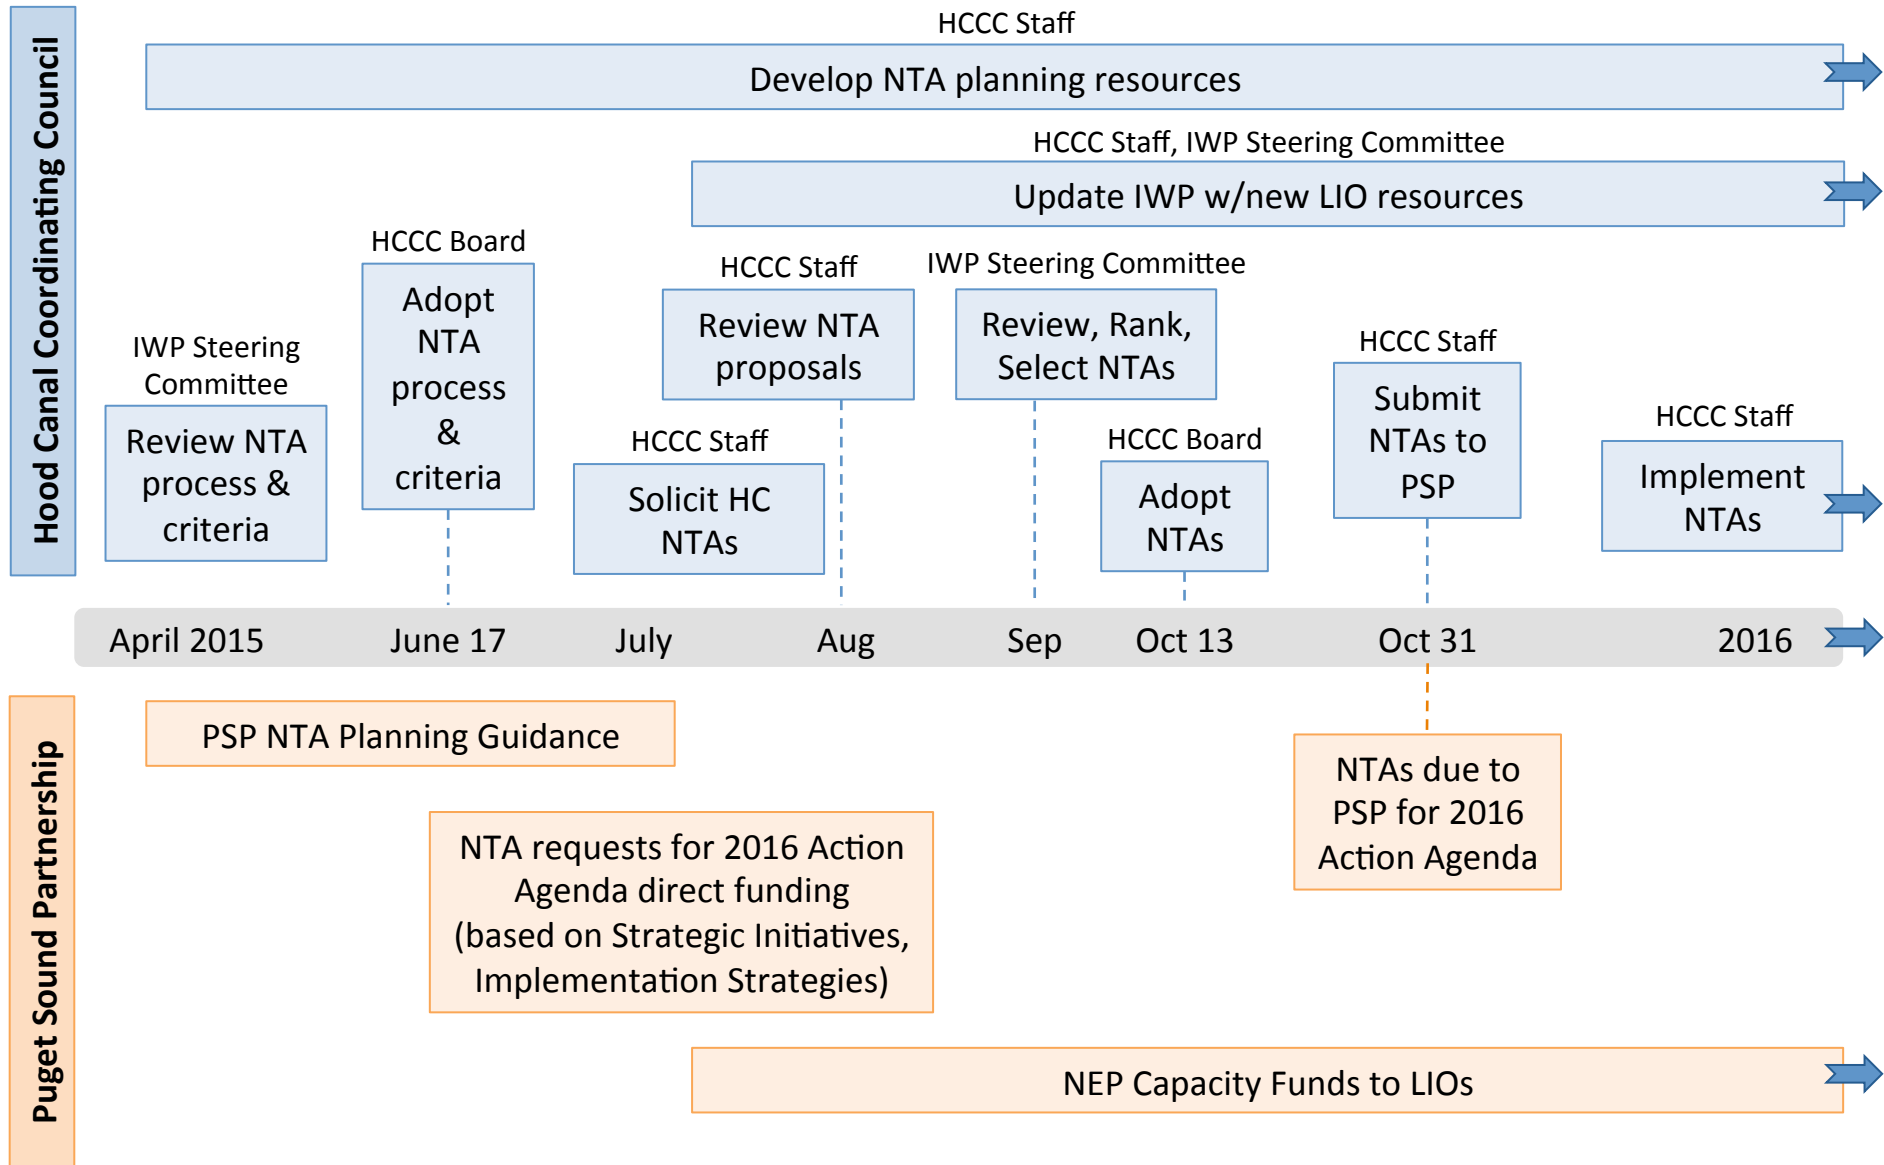 Hood Canal Coordinating Council
HCCC Staff
Develop NTA planning resources
HCCC Staff, IWP Steering Committee
Update IWP w/new LIO resources
IWP Steering
Committee
Review NTA
process &
criteria
HCCC Board
Adopt
NTA
process
&
criteria
HCCC Staff
Solicit HC
NTAs
HCCC Staff
Review NTA
proposals
IWP Steering Committee
Review, Rank,
Select NTAs
HCCC Board
Adopt
NTAs
HCCC Staff
Submit
NTAs to
PSP
HCCC Staff
Implement
NTAs
April 2015 June 17 July Aug Sep Oct 13 Oct 31 2016
Puget Sound Partnership
PSP NTA Planning Guidance
NTA requests for 2016 Action
Agenda direct funding
(based on Strategic Initiatives,
Implementation Strategies)
NTAs due to
PSP for 2016
Action Agenda
NEP Capacity Funds to LIOs